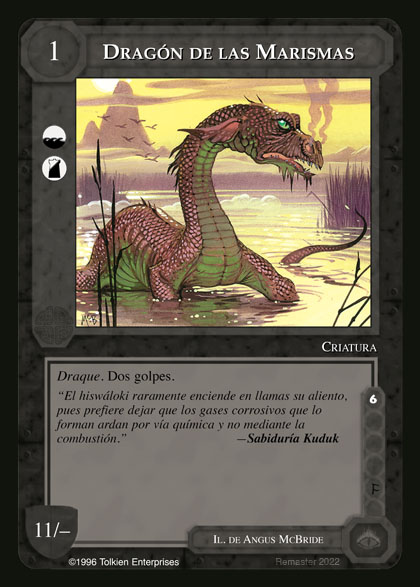 1
DRAGÓN DE LAS MARISMAS
McB
CRIATURA
Draque. Dos golpes.
“El hiswáloki raramente enciende en llamas su aliento,
pues prefiere dejar que los gases corrosivos que lo
forman ardan por vía química y no mediante la
combustión.” —Sabiduría Kuduk
6
F
11/–
IL. DE ANGUS MCBRIDE
©1996 Tolkien Enterprises
Remaster 2022